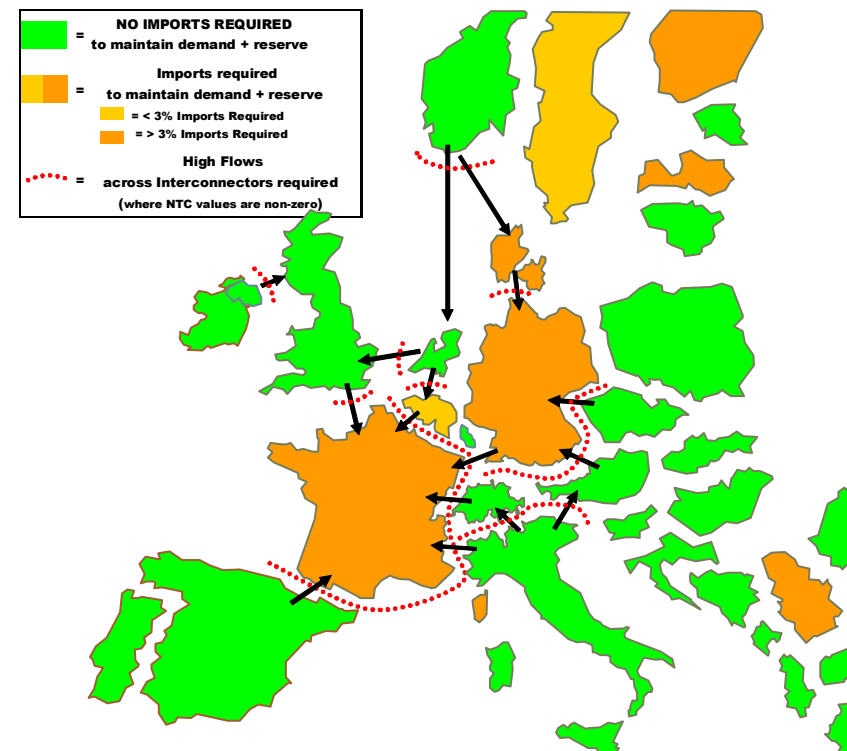 NO IMPORTS REQUIRED
= to maintain demand + reserve
Imports required
= to maintain demand + reserve
= < 3% Imports Required
= > 3% Imports Required
High Flows
= across Interconnectors required
(where NTC values are non-zero)